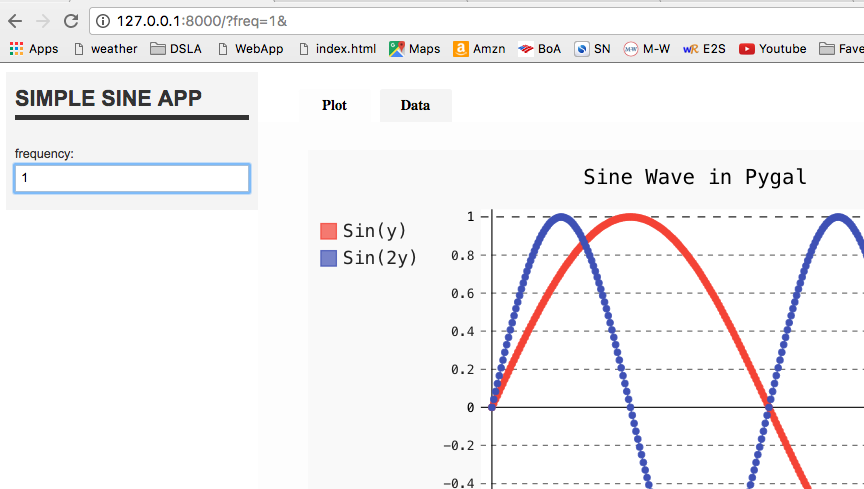 127.0.0.1:8000/?freq=1&
Apps weather DSLA WebApp index.html Maps Amzn BoA SN M-W E2S Youtube Fave
SIMPLE SINE APP
frequency:
1
Plot Data
Sine Wave in Pygal
Sin(y)
Sin(2y)
1
0.8
0.6
0.4
0.2
0
−0.2
−0.4